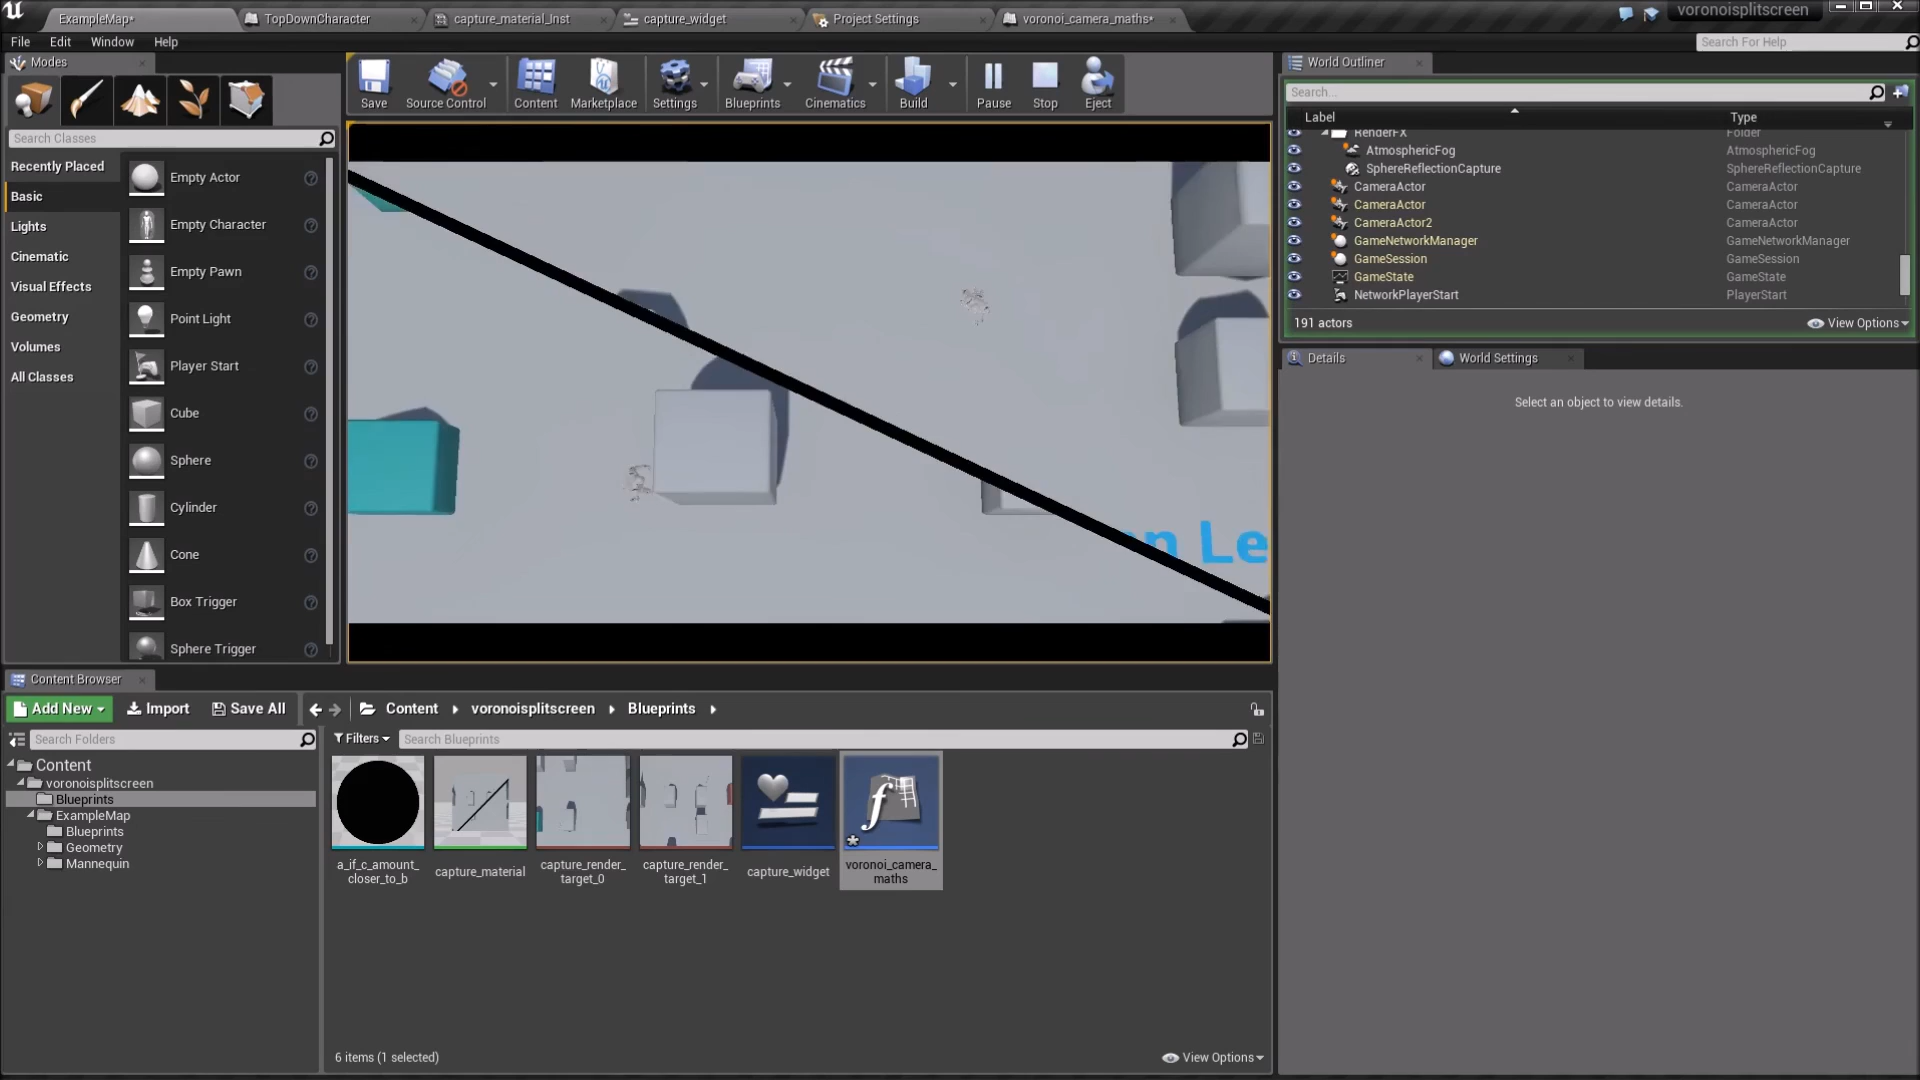 ExampleMap*
TopDownCharacter
capture_material_Inst
capture_widget
Project Settings
voronoi_camera_maths*
voronoisplitscreen
File Edit Window Help
Search For Help
Modes
Search Classes
Recently Placed
Basic
Lights
Cinematic
Visual Effects
Geometry
Volumes
All Classes
Empty Actor
Empty Character
Empty Pawn
Point Light
Player Start
Cube
Sphere
Cylinder
Cone
Box Trigger
Sphere Trigger
Save
Source Control
Content
Marketplace
Settings
Blueprints
Cinematics
Build
Pause
Stop
Eject
n Le
World Outliner
Search...
Label Type
RenderFX Folder
AtmosphericFog AtmosphericFog
SphereReflectionCapture SphereReflectionCapture
CameraActor CameraActor
CameraActor CameraActor
CameraActor2 CameraActor
GameNetworkManager GameNetworkManager
GameSession GameSession
GameState GameState
NetworkPlayerStart PlayerStart
191 actors
View Options
Details
World Settings
Select an object to view details.
Content Browser
Add New
Import
Save All
Content
voronoisplitscreen
Blueprints
Search Folders
Filters
Search Blueprints
Content
voronoisplitscreen
Blueprints
ExampleMap
Blueprints
Geometry
Mannequin
a_if_c_amount_
closer_to_b
capture_material
capture_render_
target_0
capture_render_
target_1
capture_widget
voronoi_camera_
maths
6 items (1 selected)
View Options